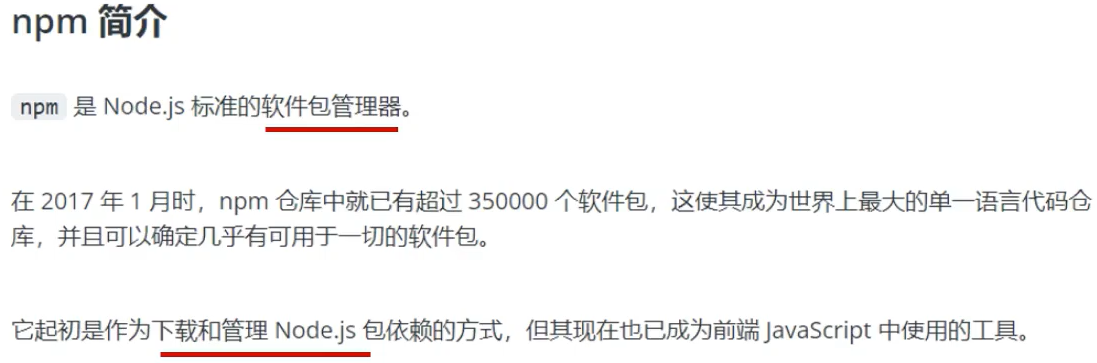 npm 简介
npm 是 Node.js 标准的软件包管理器。
在 2017 年 1 月时，npm 仓库中就已有超过 350000 个软件包，这使其成为世界上最大的单一语言代码仓
库，并且可以确定几乎有可用于一切的软件包。
它起初是作为下载和管理 Node.js 包依赖的方式，但其现在也已成为前端 JavaScript 中使用的工具。